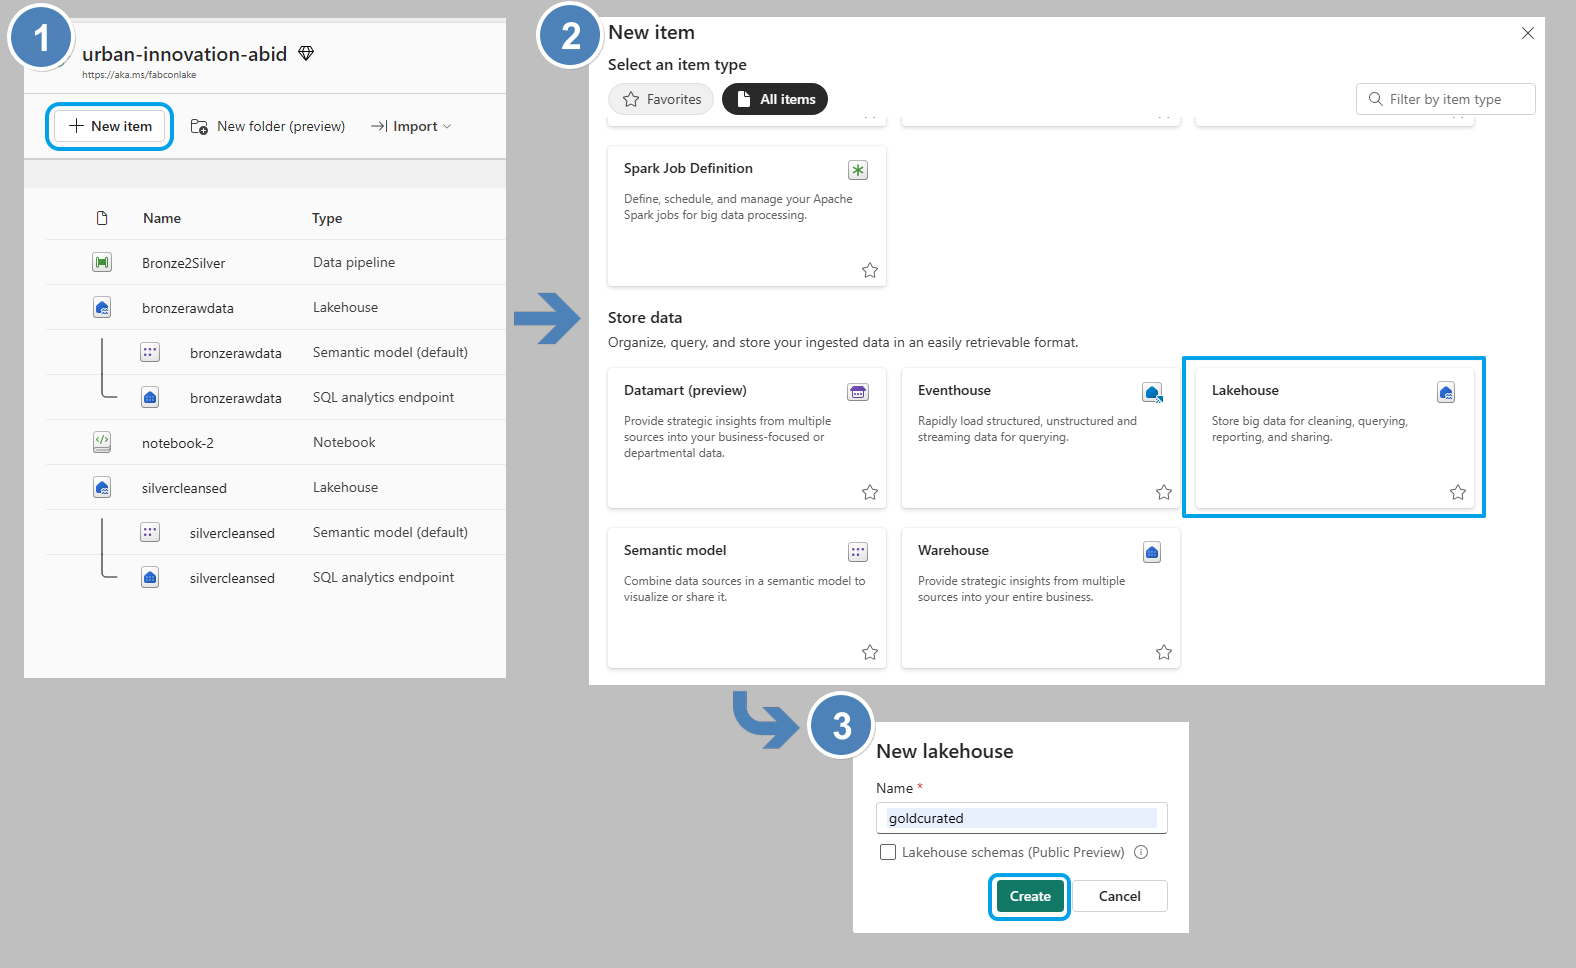 1
urban-innovation-abid
https://aka.ms/fabconlake
New item
New folder (preview)
Import
Name Type
Bronze2Silver Data pipeline
bronzerawdata Lakehouse
bronzerawdata Semantic model (default)
bronzerawdata SQL analytics endpoint
notebook-2 Notebook
silvercleansed Lakehouse
silvercleansed Semantic model (default)
silvercleansed SQL analytics endpoint
2
New item
Select an item type
Favorites
All items
Filter by item type
Spark Job Definition
Define, schedule, and manage your Apache
Spark jobs for big data processing.
Store data
Organize, query, and store your ingested data in an easily retrievable format.
Datamart (preview)
Provide strategic insights from multiple
sources into your business-focused or
departmental data.
Eventhouse
Rapidly load structured, unstructured and
streaming data for querying.
Lakehouse
Store big data for cleaning, querying,
reporting, and sharing.
Semantic model
Combine data sources in a semantic model to
visualize or share it.
Warehouse
Provide strategic insights from multiple
sources into your entire business.
3
New lakehouse
Name *
goldcurated
Lakehouse schemas (Public Preview)
Create
Cancel